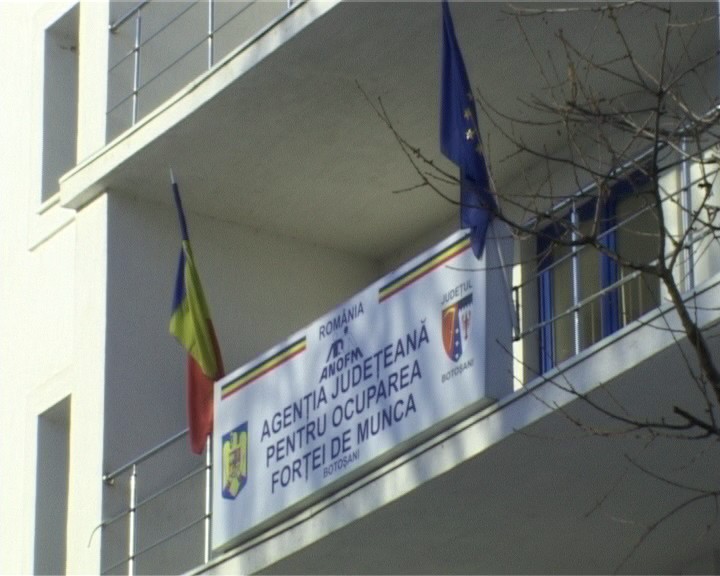 ROMÂNIA
ANOFM
AGENȚIA JUDEȚEANĂ
PENTRU OCUPAREA
FORȚEI DE MUNCA
BOTOȘANI
JUDEȚUL
BOTOȘANI